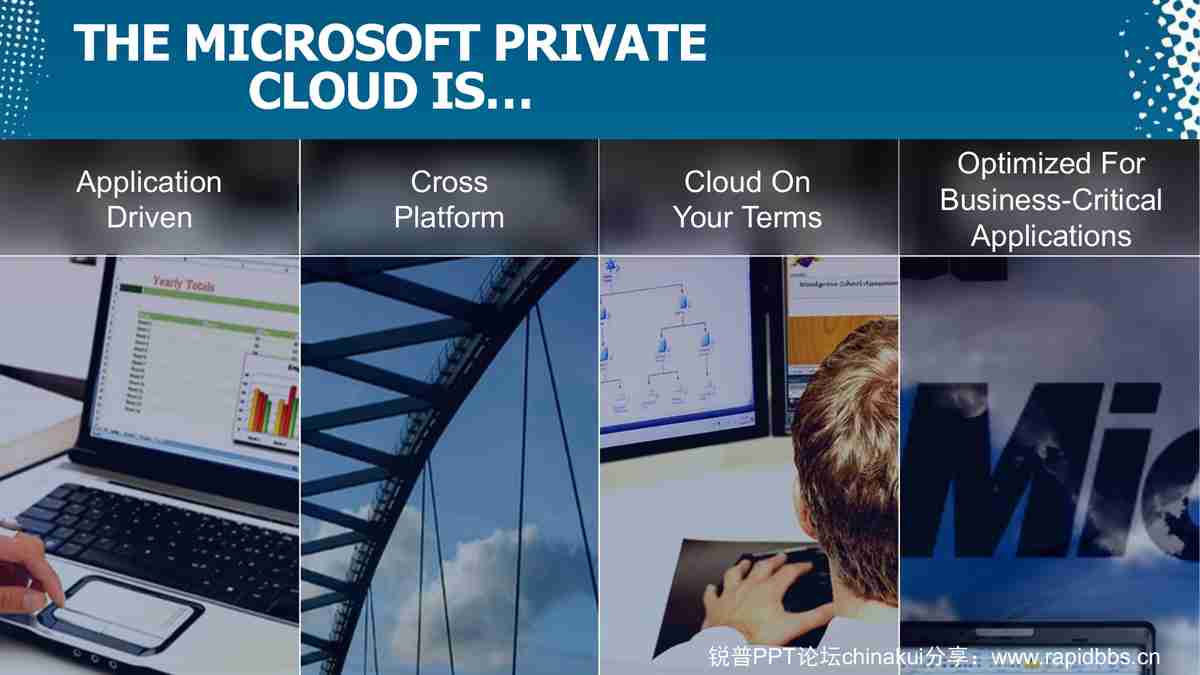 THE MICROSOFT PRIVATE
CLOUD IS...
Application
Driven
Cross
Platform
Cloud On
Your Terms
Optimized For
Business-Critical
Applications
Yearly Totals
Mic
锐普PPT论坛chinakui分享：www.rapidbbs.cn